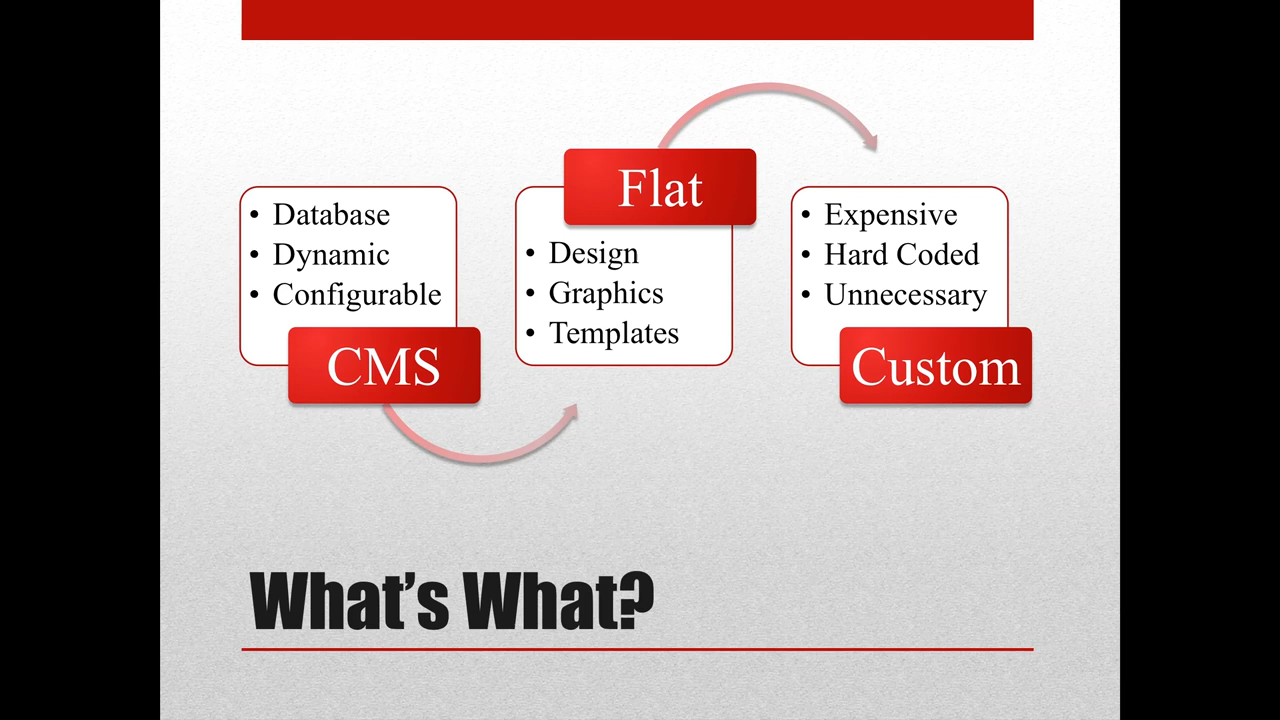 • Database
• Dynamic
• Configurable
CMS
Flat
• Design
• Graphics
• Templates
• Expensive
• Hard Coded
• Unnecessary
Custom
What’s What?